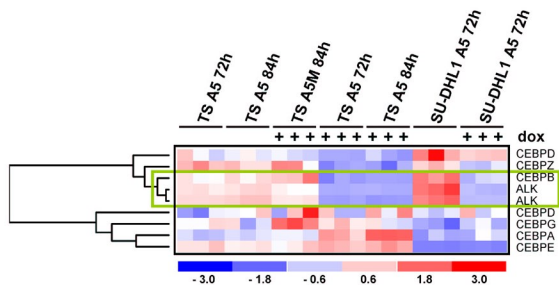 TS A5 72h
TS A5 84h
TS A5M 84h
TS A5 72h
TS A5 84h
SU-DHL1 A5 72h
SU-DHL1 A5 72h
+ + + + + + + + + + + + dox
CEBPD
CEBPZ
CEBPB
ALK
ALK
CEBPD
CEBPG
CEBPA
CEBPE
- 3.0 - 1.8 -0.6 0.6 1.8 3.0